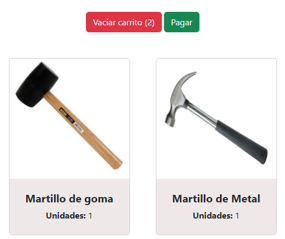 Vaciar carrito (2) Pagar
Martillo de goma
Unidades: 1
Martillo de Metal
Unidades: 1